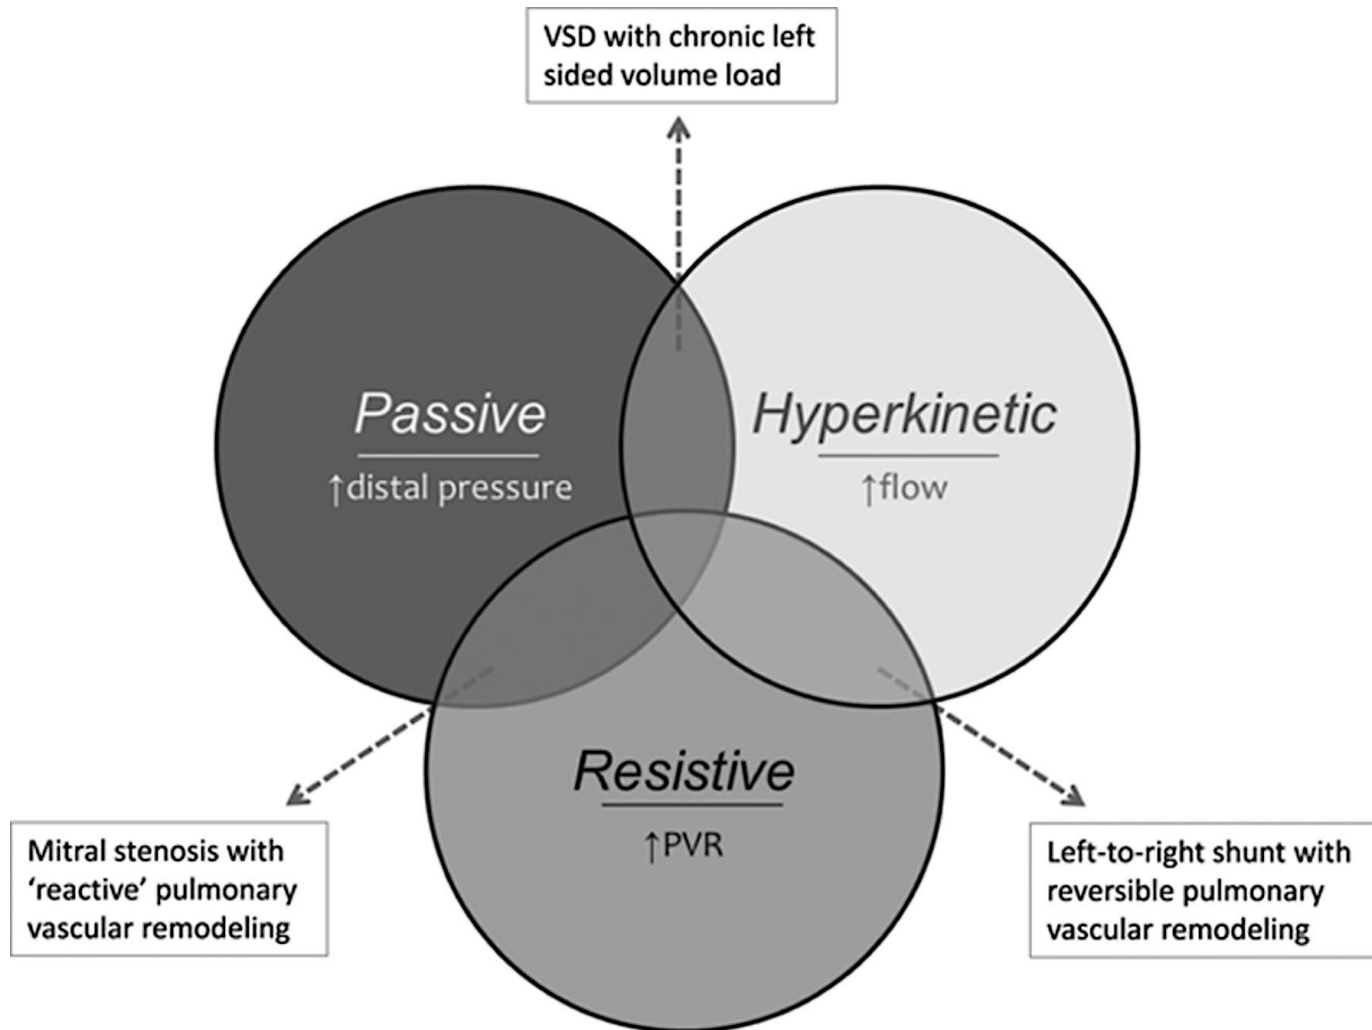 VSD with chronic left
sided volume load
Passive
↑distal pressure
Hyperkinetic
↑flow
Resistive
↑PVR
Mitral stenosis with
‘reactive’ pulmonary
vascular remodeling
Left-to-right shunt with
reversible pulmonary
vascular remodeling